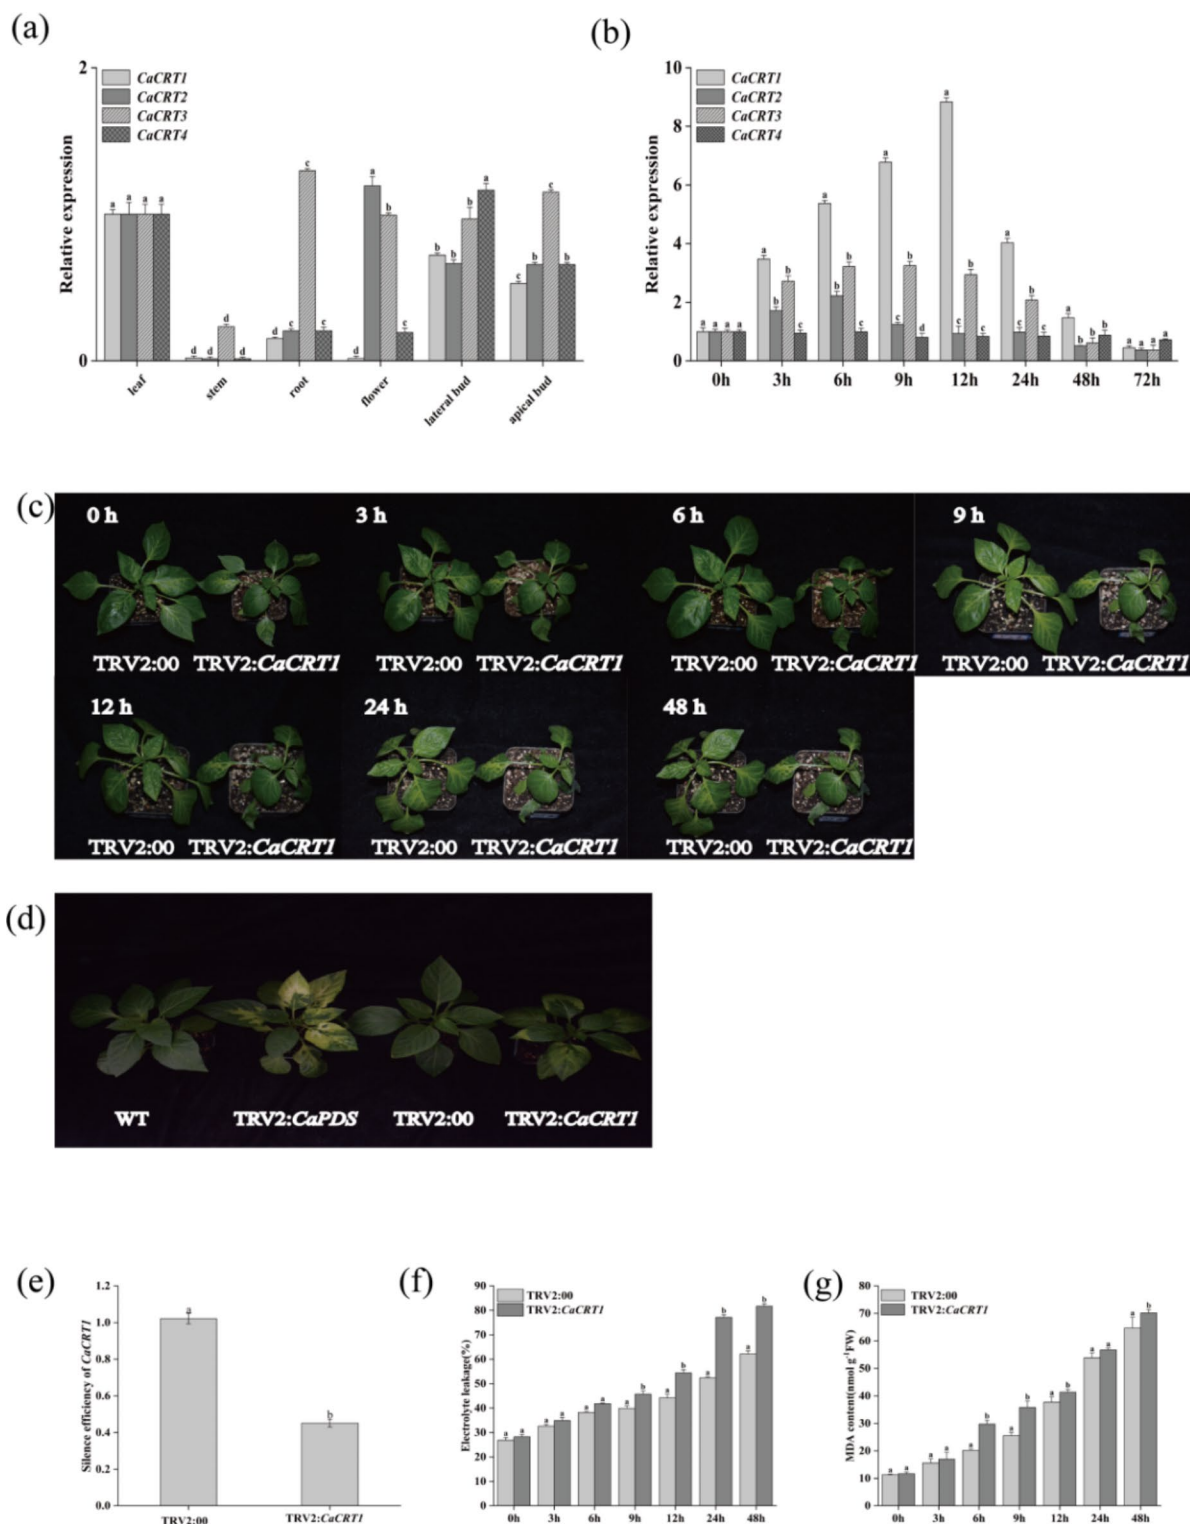 (a)
2
CaCRT1
CaCRT2
CaCRT3
CaCRT4
Relative expression
a a a a
d d d d
d c c c
d a b c
b b b a
c b c b
0
leaf stem root flower lateral bud apical bud
(b)
10
8
6
4
2
0
CaCRT1
CaCRT2
CaCRT3
CaCRT4
Relative expression
a a a a
a b b c
a b b c
a c b d
a c b c
a c b c
a b b b
a a a a
0h 3h 6h 9h 12h 24h 48h 72h
(c)
0 h 3 h 6 h 9 h
TRV2:00 TRV2:CaCRT1 TRV2:00 TRV2:CaCRT1 TRV2:00 TRV2:CaCRT1 TRV2:00 TRV2:CaCRT1
12 h 24 h 48 h
TRV2:00 TRV2:CaCRT1 TRV2:00 TRV2:CaCRT1 TRV2:00 TRV2:CaCRT1
(d)
WT TRV2:CaPDS TRV2:00 TRV2:CaCRT1
(e)
1.2
1.0
0.8
0.6
0.4
0.2
0.0
Silence efficiency of CaCRT1
a b
TRV2:00 TRV2:CaCRT1
(f)
90
80
70
60
50
40
30
20
10
0
TRV2:00
TRV2:CaCRT1
Electrolyte leakage(%)
a a a a a a a b a b a b a b
0h 3h 6h 9h 12h 24h 48h
(g)
80
70
60
50
40
30
20
10
0
TRV2:00
TRV2:CaCRT1
MDA content(nmol g-1FW)
a a a a a b a b a b a a a b
0h 3h 6h 9h 12h 24h 48h